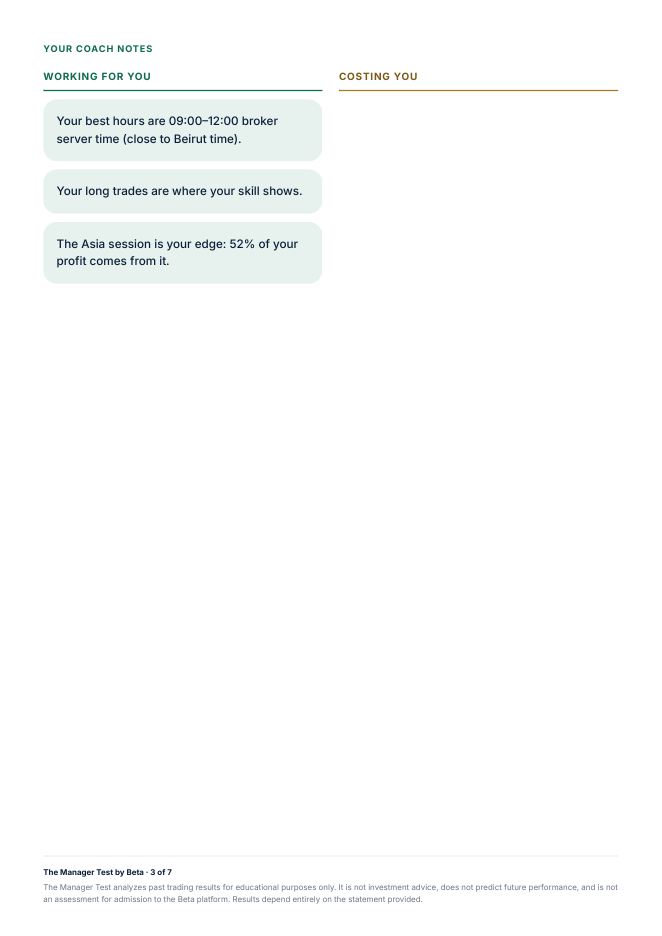 YOUR COACH NOTES
WORKING FOR YOU
Your best hours are 09:00–12:00 broker
server time (close to Beirut time).
Your long trades are where your skill shows.
The Asia session is your edge: 52% of your
profit comes from it.
COSTING YOU
The Manager Test by Beta · 3 of 7
The Manager Test analyzes past trading results for educational purposes only. It is not investment advice, does not predict future performance, and is not
an assessment for admission to the Beta platform. Results depend entirely on the statement provided.